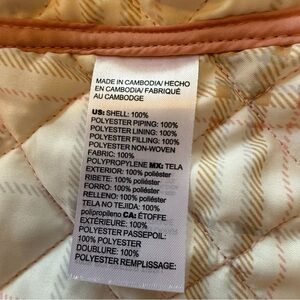 MADE IN CAMBODIA/ HECHO
EN CAMBODIA/ FABRIQUÉ
AU CAMBODGE
US: SHELL: 100%
POLYESTER PIPING: 100%
POLYESTER LINING: 100%
POLYESTER FILLING: 100%
POLYESTER NON-WOVEN
FABRIC: 100%
POLYPROPYLENE MX: TELA
EXTERIOR: 100% poliéster
RIBETE: 100% poliéster
FORRO: 100% poliéster
RELLENO: 100% poliéster
TELA NO TEJIDA: 100%
polipropileno CA: ÉTOFFE
EXTÉRIEURE: 100%
POLYESTER PASSEPOIL:
100% POLYESTER
DOUBLURE: 100%
POLYESTER REMPLISSAGE: